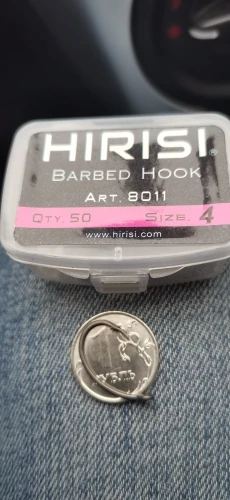 HIRISI®
BARBED HOOK
ART. 8011
QTY. 50 SIZE. 4
www.hirisi.com
1
РУБЛЬ